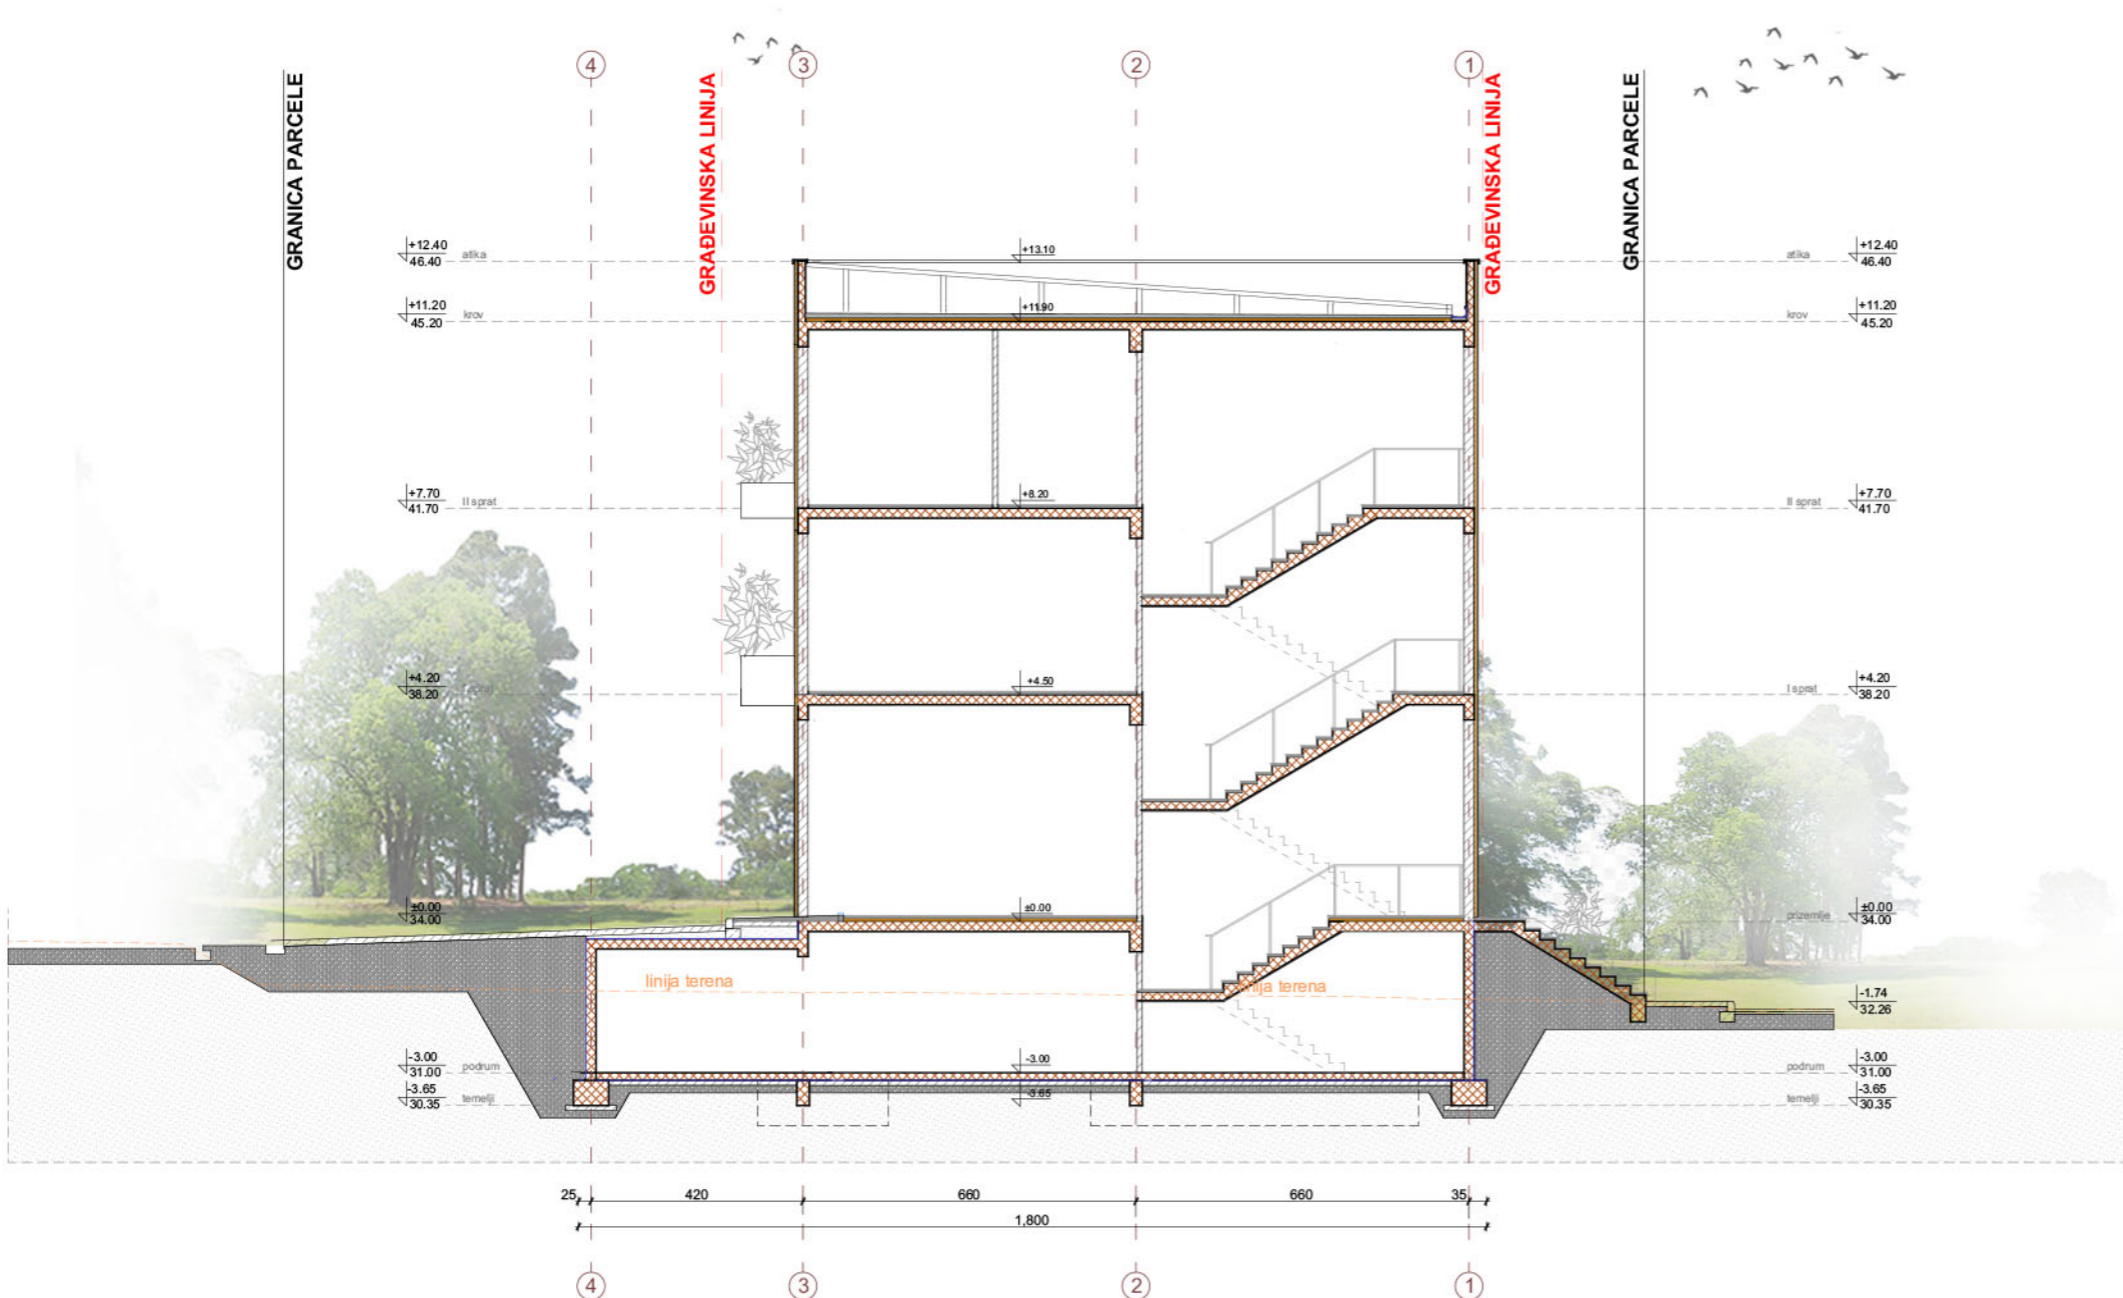 4
3
2
1
GRANICA PARCELE
GRAĐEVINSKA LINIJA
GRAĐEVINSKA LINIJA
GRANICA PARCELE
+12.40
46.40
atika
+13.10
atika
+12.40
46.40
+11.20
45.20
krov
+11.90
krov
+11.20
45.20
+7.70
41.70
II sprat
+8.20
II sprat
+7.70
41.70
+4.20
38.20
+4.50
I sprat
+4.20
38.20
±0.00
34.00
±0.00
prizemlje
±0.00
34.00
linija terena
linija terena
-1.74
32.26
-3.00
31.00
podrum
-3.00
podrum
-3.00
31.00
-3.65
30.35
temelji
-3.65
temelji
-3.65
30.35
25
420
660
660
35
1,800
4
3
2
1